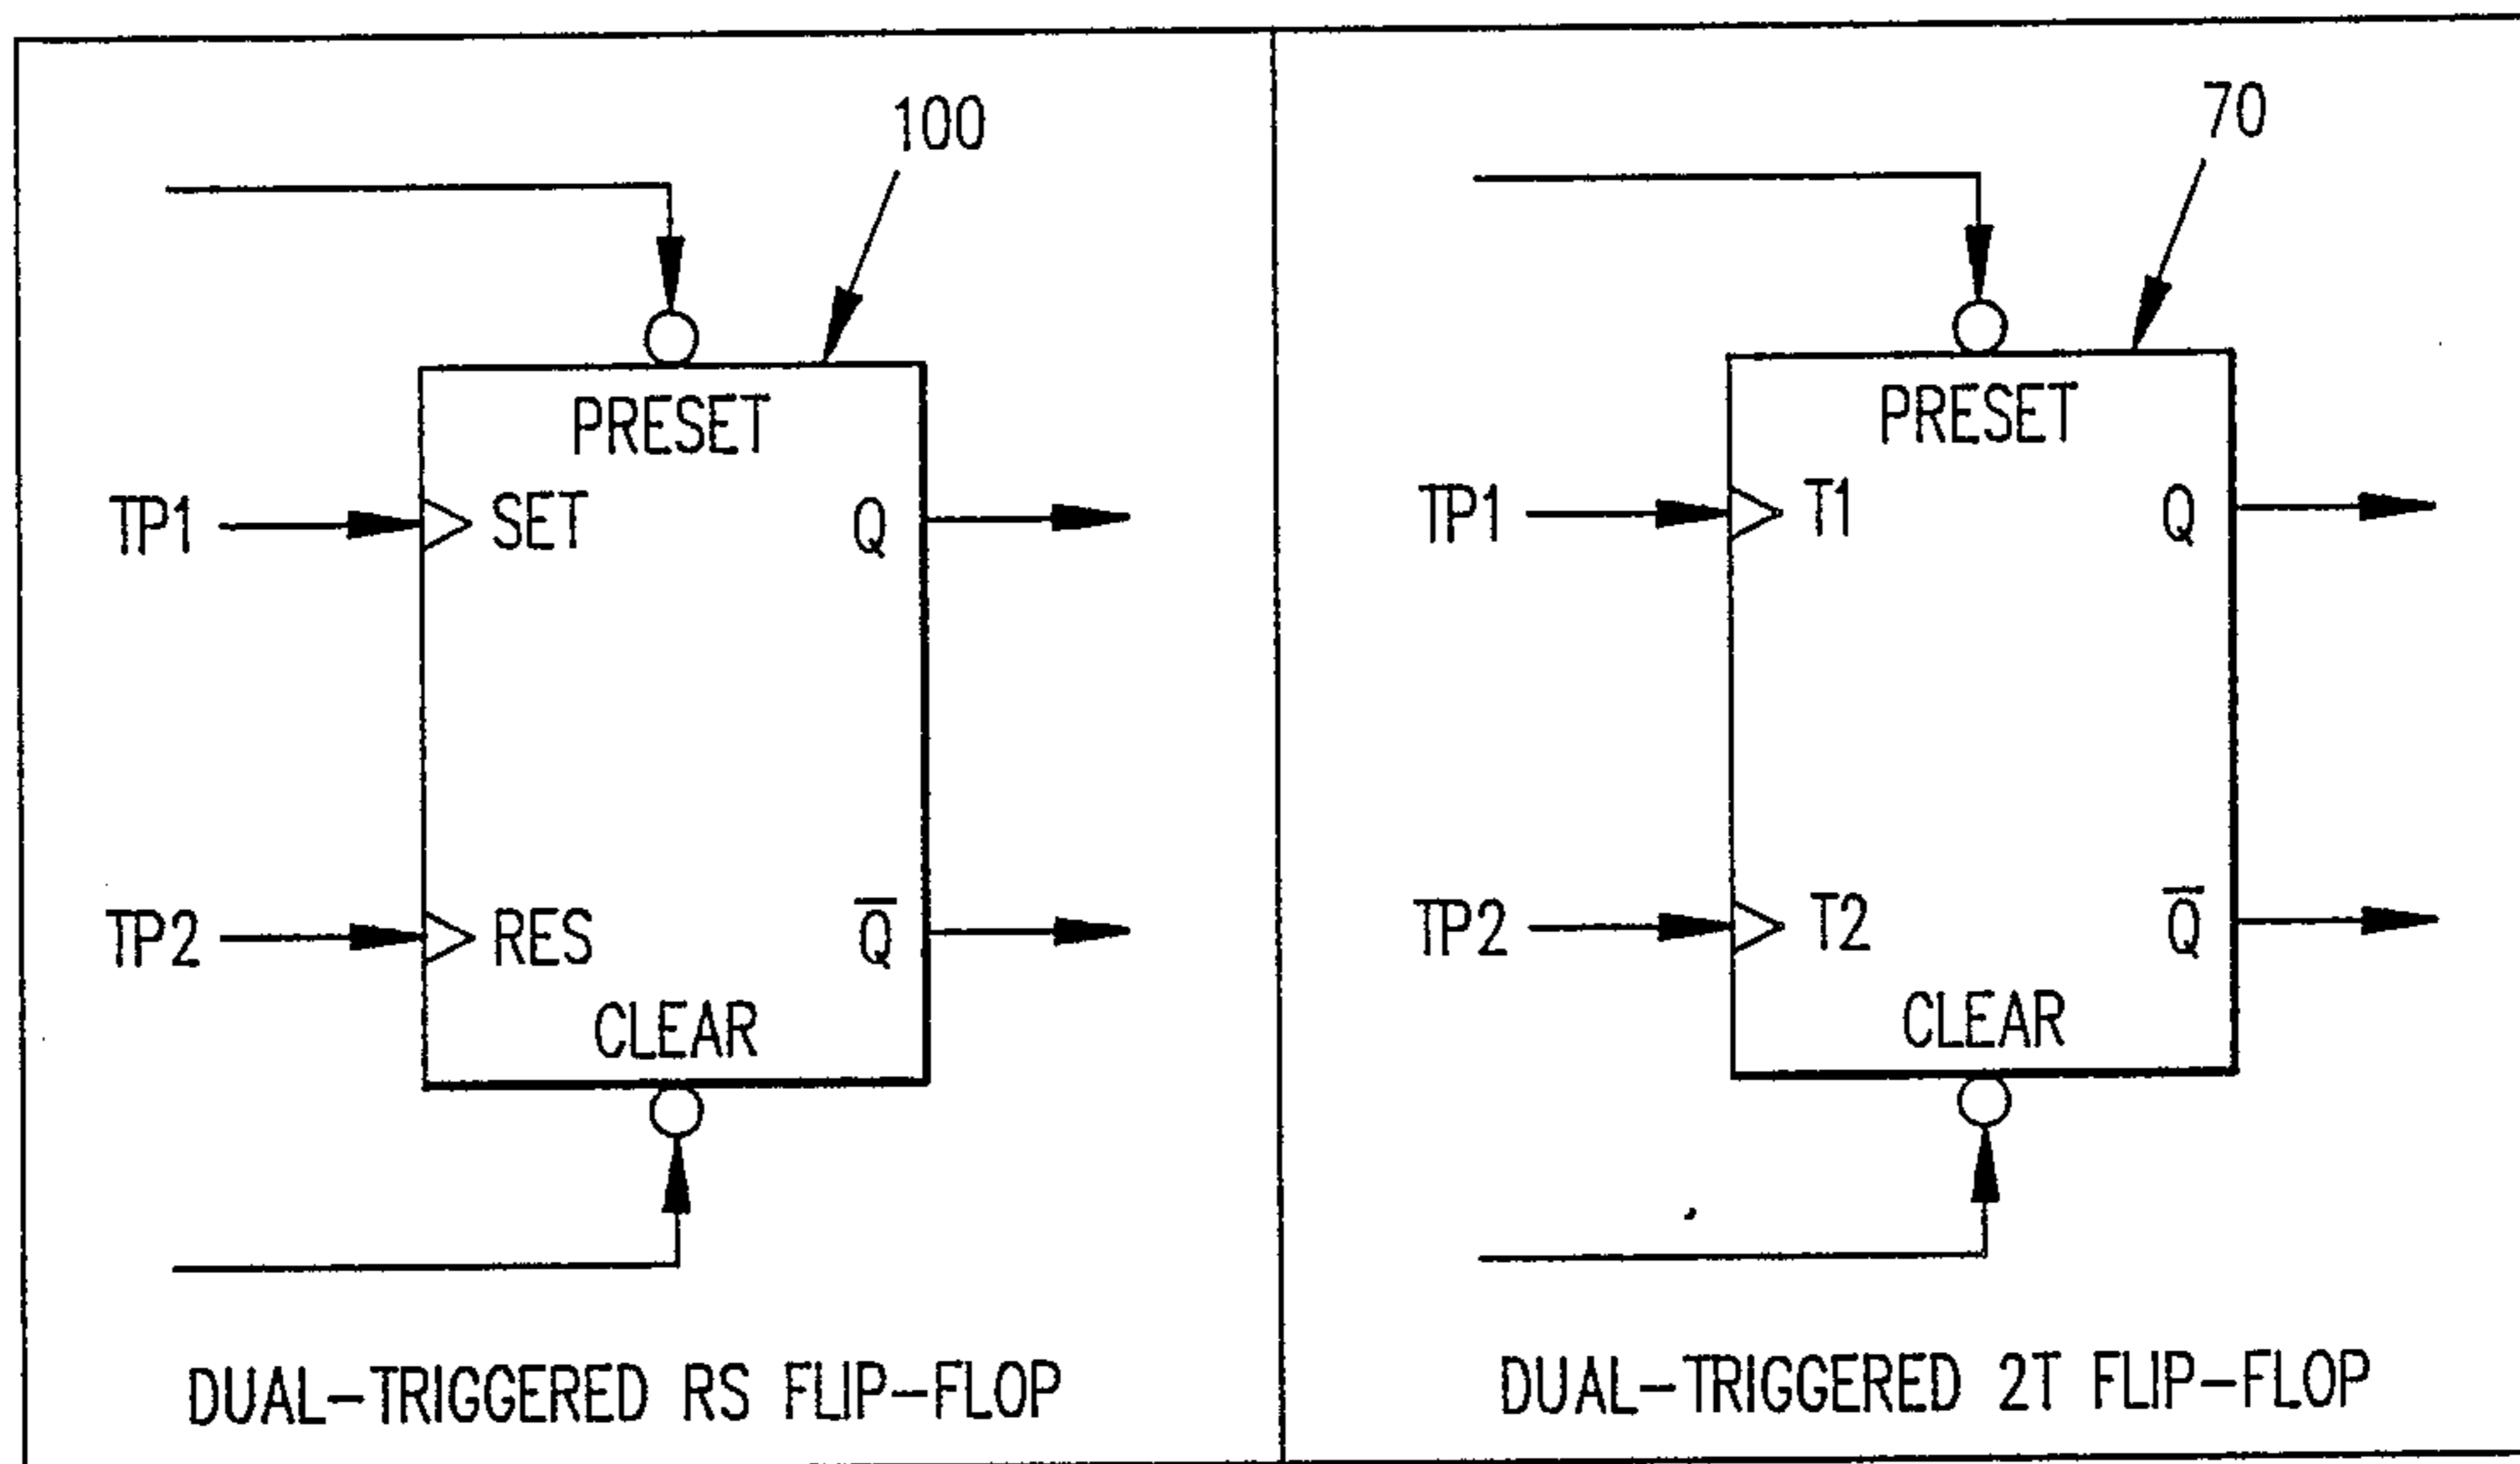 100
PRESET
TP1
SET
Q
TP2
RES
Q̅
CLEAR
DUAL-TRIGGERED RS FLIP-FLOP
70
PRESET
TP1
T1
Q
TP2
T2
Q̅
CLEAR
DUAL-TRIGGERED 2T FLIP-FLOP